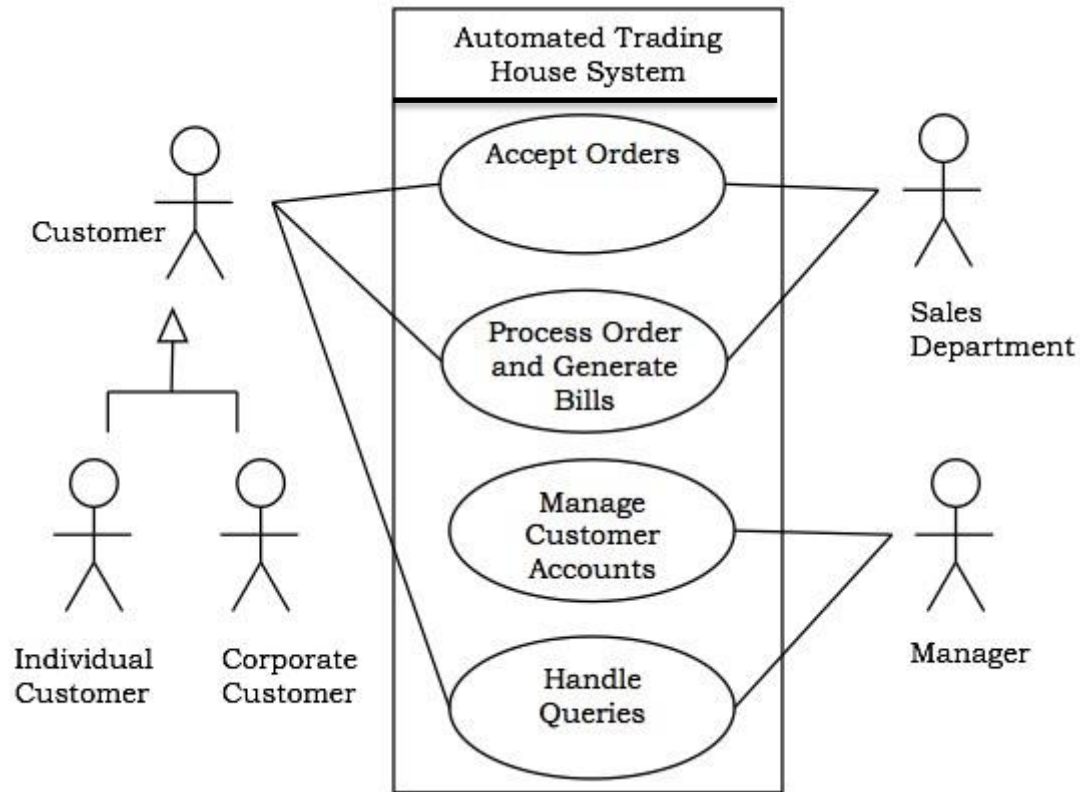 Automated Trading
House System
Accept Orders
Customer
Process Order
and Generate
Bills
Sales
Department
Manage
Customer
Accounts
Individual
Customer
Corporate
Customer
Handle
Queries
Manager